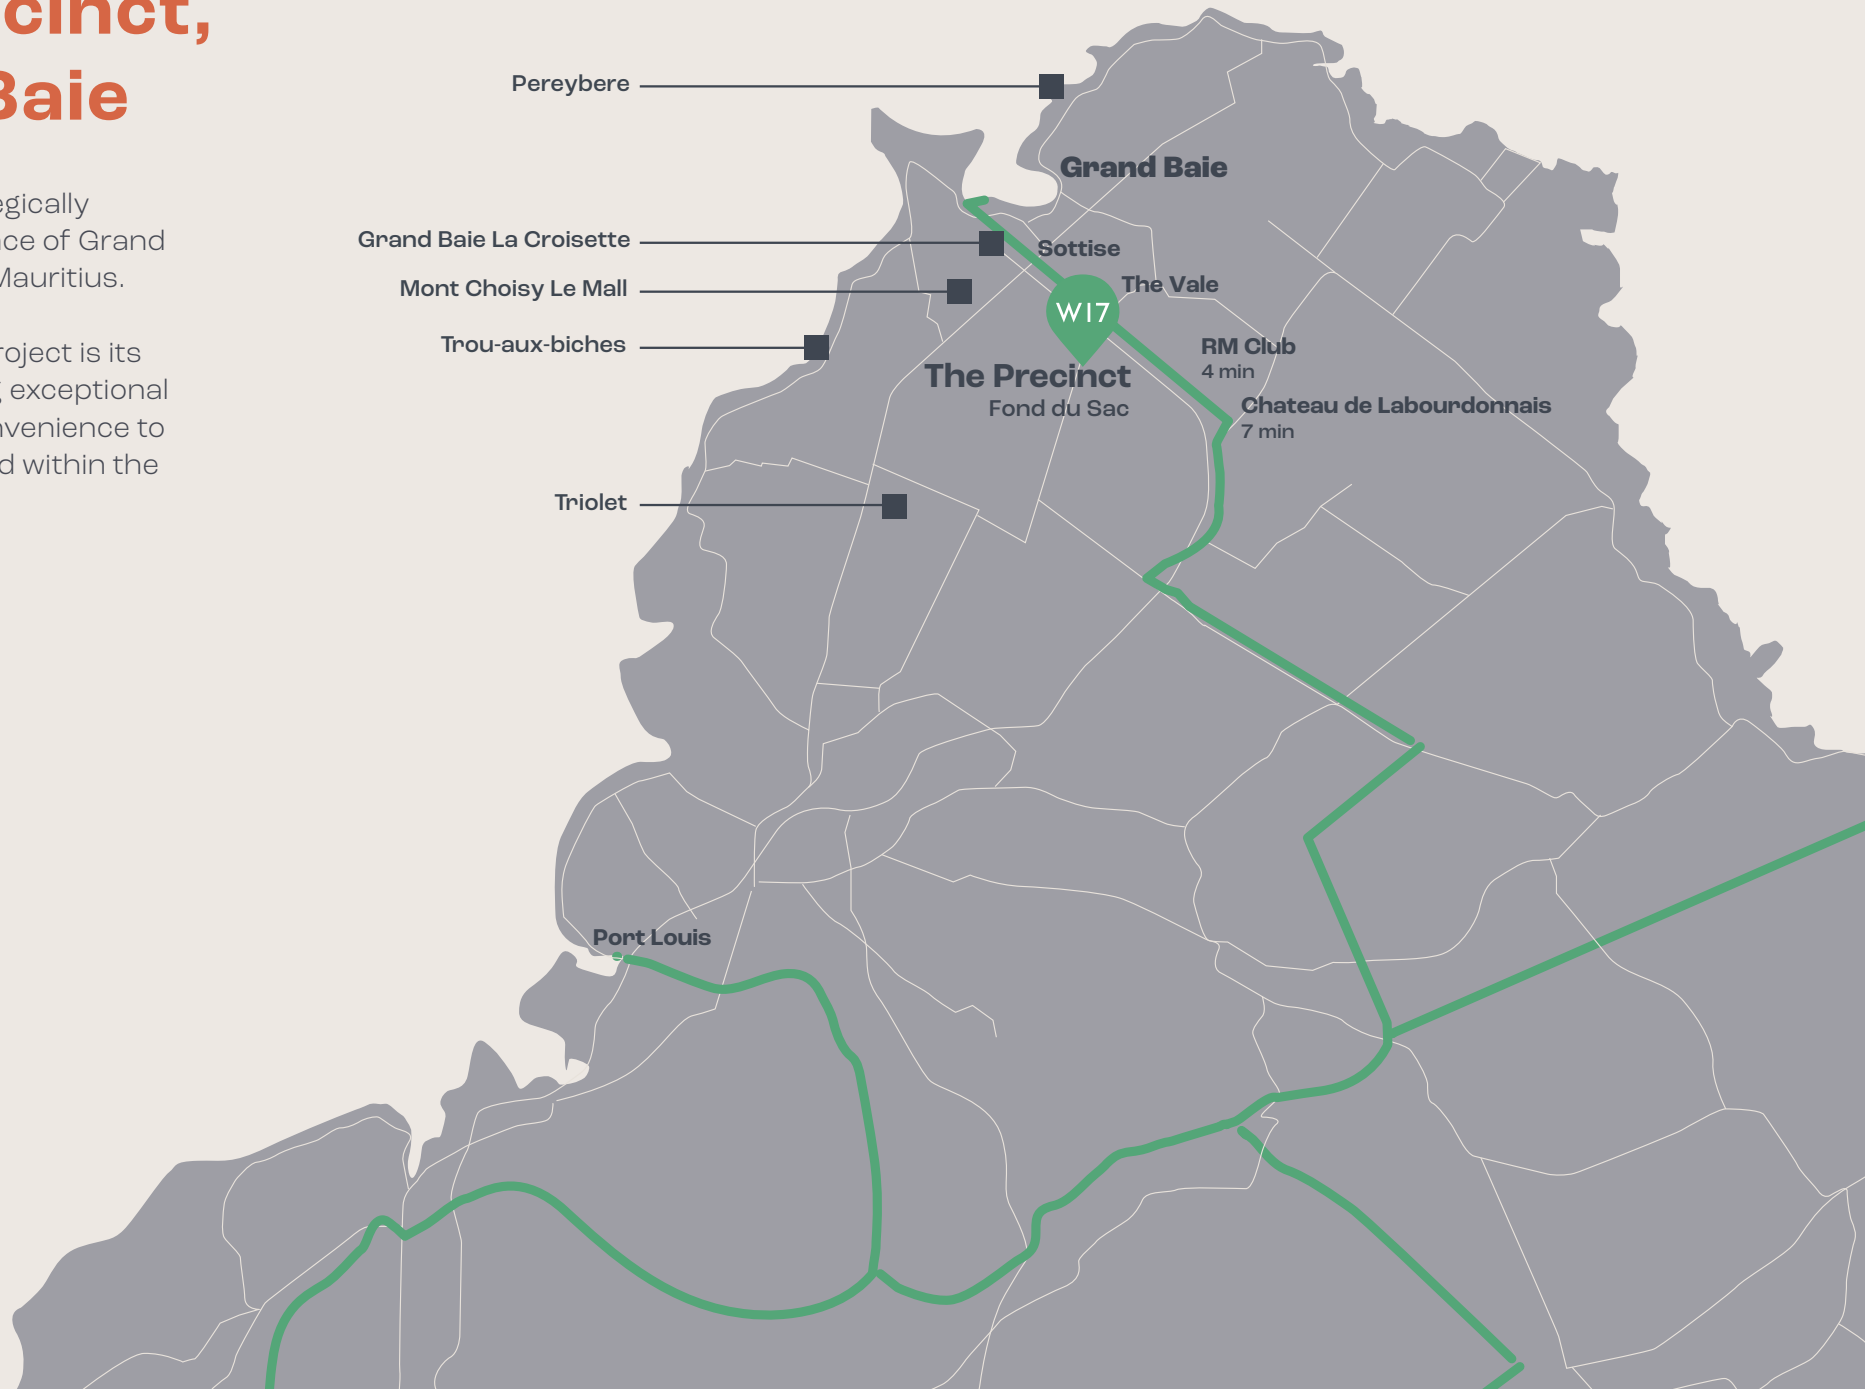 cinct,
Baie
egically
nce of Grand
Mauritius.
roject is its
g exceptional
nvenience to
d within the
Pereybere
Grand Baie
Grand Baie La Croisette
Sottise
Mont Choisy Le Mall
The Vale
W17
Trou-aux-biches
RM Club
4 min
The Precinct
Fond du Sac
Chateau de Labourdonnais
7 min
Triolet
Port Louis